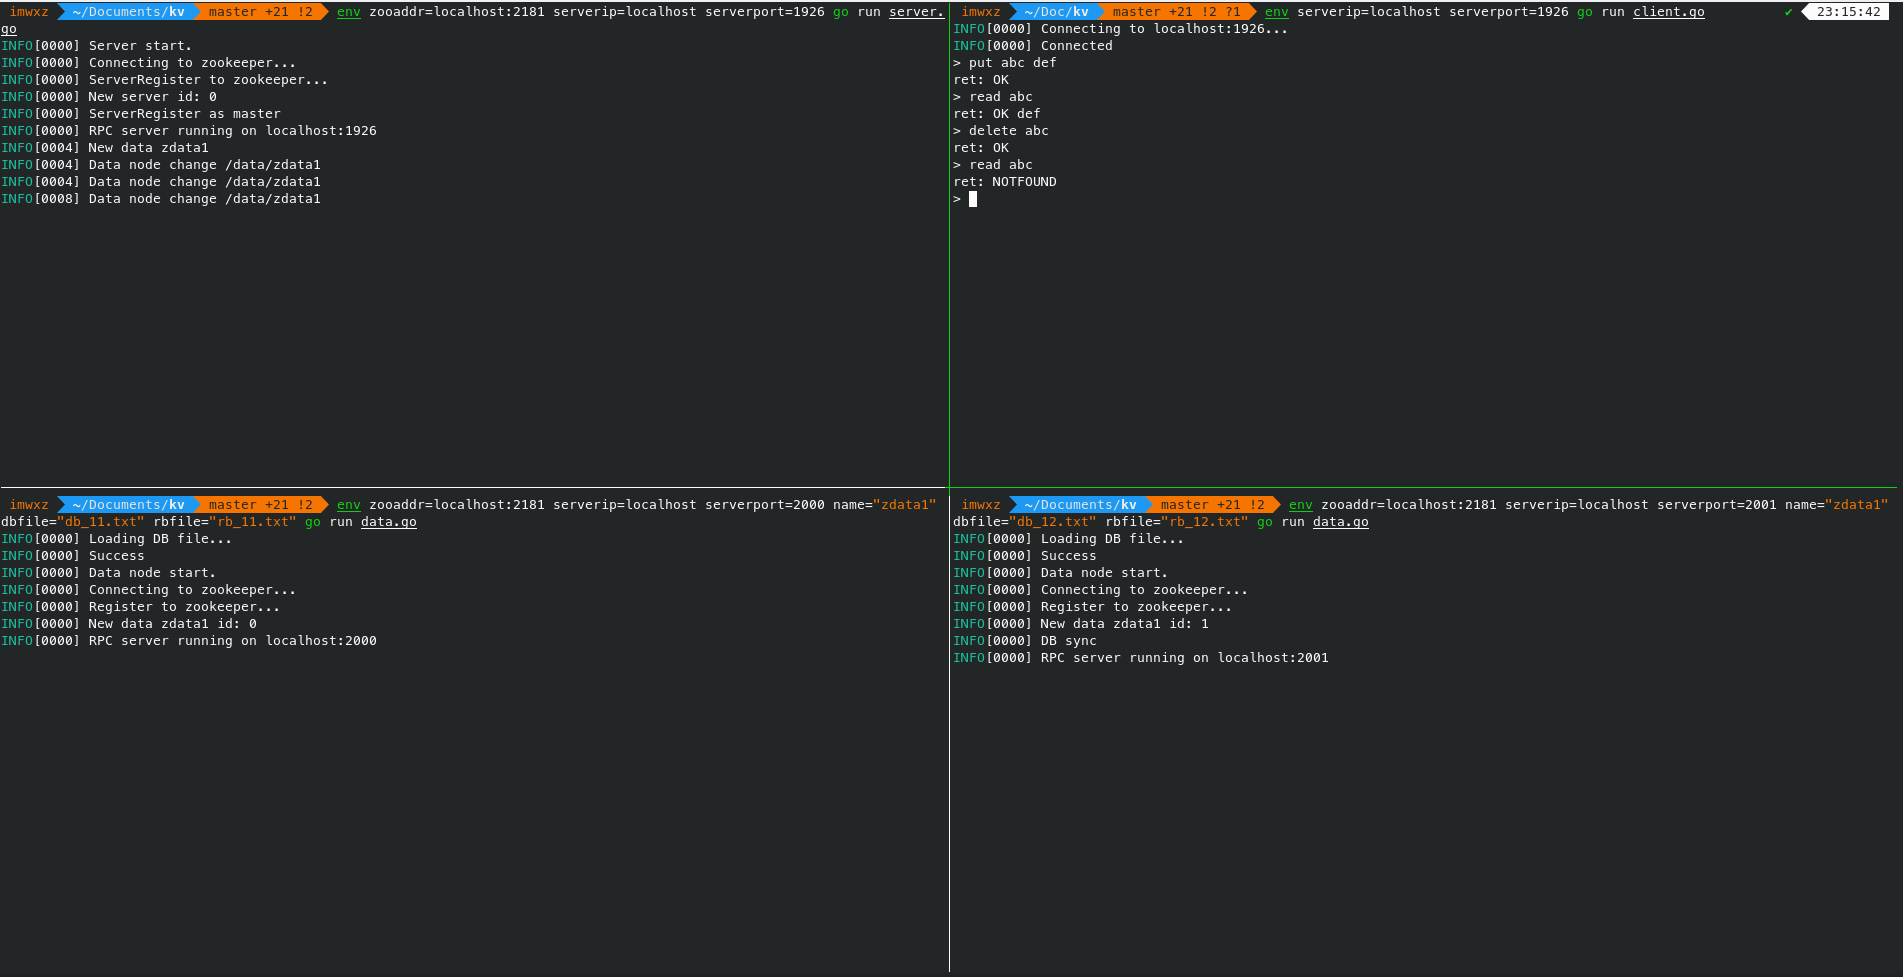 imwxz ~/Documents/kv master +21 !2 env zooaddr=localhost:2181 serverip=localhost serverport=1926 go run server.
go
INFO[0000] Server start.
INFO[0000] Connecting to zookeeper...
INFO[0000] ServerRegister to zookeeper...
INFO[0000] New server id: 0
INFO[0000] ServerRegister as master
INFO[0000] RPC server running on localhost:1926
INFO[0004] New data zdata1
INFO[0004] Data node change /data/zdata1
INFO[0004] Data node change /data/zdata1
INFO[0008] Data node change /data/zdata1
imwxz ~/Doc/kv master +21 !2 ?1 env serverip=localhost serverport=1926 go run client.go ✔ 23:15:42
INFO[0000] Connecting to localhost:1926...
INFO[0000] Connected
> put abc def
ret: OK
> read abc
ret: OK def
> delete abc
ret: OK
> read abc
ret: NOTFOUND
>
imwxz ~/Documents/kv master +21 !2 env zooaddr=localhost:2181 serverip=localhost serverport=2000 name="zdata1"
dbfile="db_11.txt" rbfile="rb_11.txt" go run data.go
INFO[0000] Loading DB file...
INFO[0000] Success
INFO[0000] Data node start.
INFO[0000] Connecting to zookeeper...
INFO[0000] Register to zookeeper...
INFO[0000] New data zdata1 id: 0
INFO[0000] RPC server running on localhost:2000
imwxz ~/Documents/kv master +21 !2 env zooaddr=localhost:2181 serverip=localhost serverport=2001 name="zdata1"
dbfile="db_12.txt" rbfile="rb_12.txt" go run data.go
INFO[0000] Loading DB file...
INFO[0000] Success
INFO[0000] Data node start.
INFO[0000] Connecting to zookeeper...
INFO[0000] Register to zookeeper...
INFO[0000] New data zdata1 id: 1
INFO[0000] DB sync
INFO[0000] RPC server running on localhost:2001